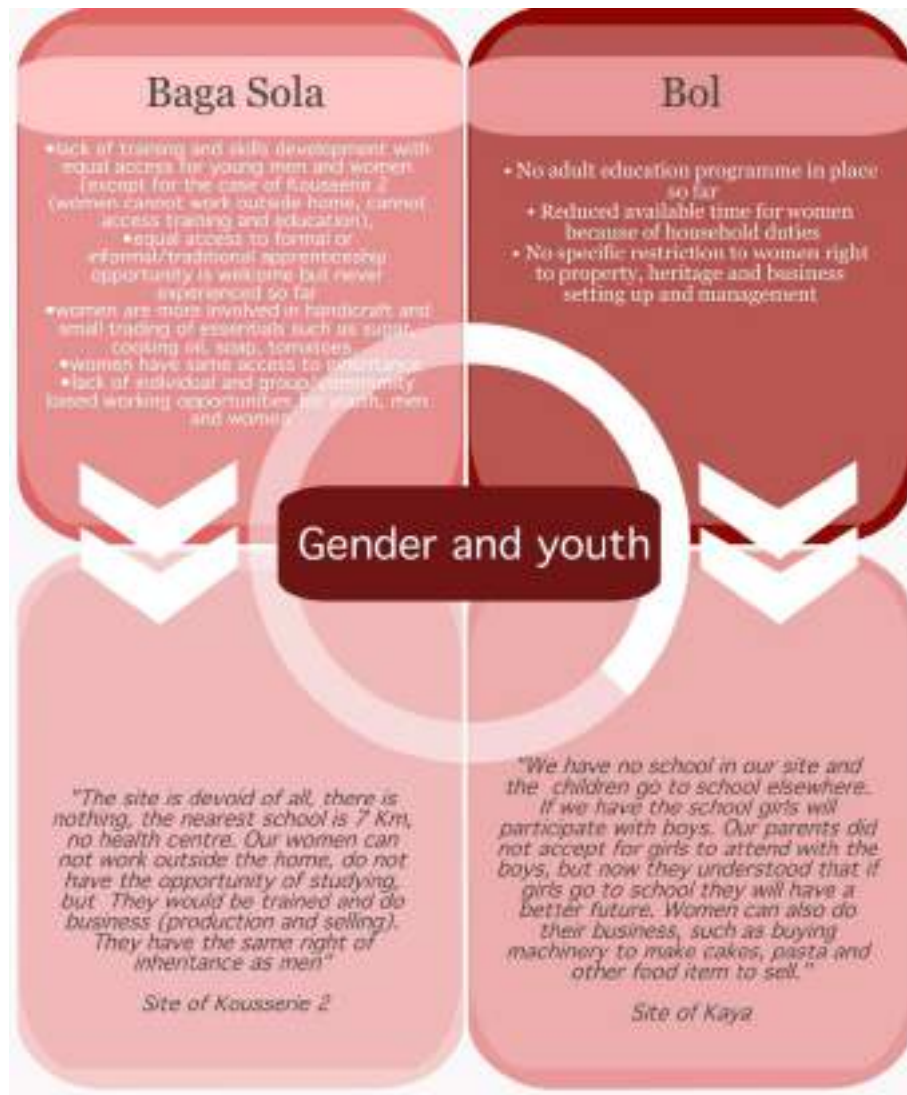 Baga Sola
•lack of training and skills development with
equal access for young men and women
(except for the case of Kousserie 2
(women cannot work outside home, cannot
access training and education),
•equal access to formal or
informal/traditional apprenticeship
opportunity is welcome but never
experienced so far
•women are more involved in handicraft and
small trading of essentials such as sugar,
cooking oil, soap, tomatoes
•women have same access to inheritance
•lack of individual and group/community
based working opportunities for youth, men
and women
Bol
• No adult education programme in place
so far
• Reduced available time for women
because of household duties
• No specific restriction to women right
to property, heritage and business
setting up and management
Gender and youth
"The site is devoid of all, there is
nothing, the nearest school is 7 Km,
no health centre. Our women can
not work outside the home, do not
have the opportunity of studying,
but They would be trained and do
business (production and selling).
They have the same right of
inheritance as men"
Site of Kousserie 2
"We have no school in our site and
the children go to school elsewhere.
If we have the school girls will
participate with boys. Our parents did
not accept for girls to attend with the
boys, but now they understood that if
girls go to school they will have a
better future. Women can also do
their business, such as buying
machinery to make cakes, pasta and
other food item to sell."
Site of Kaya